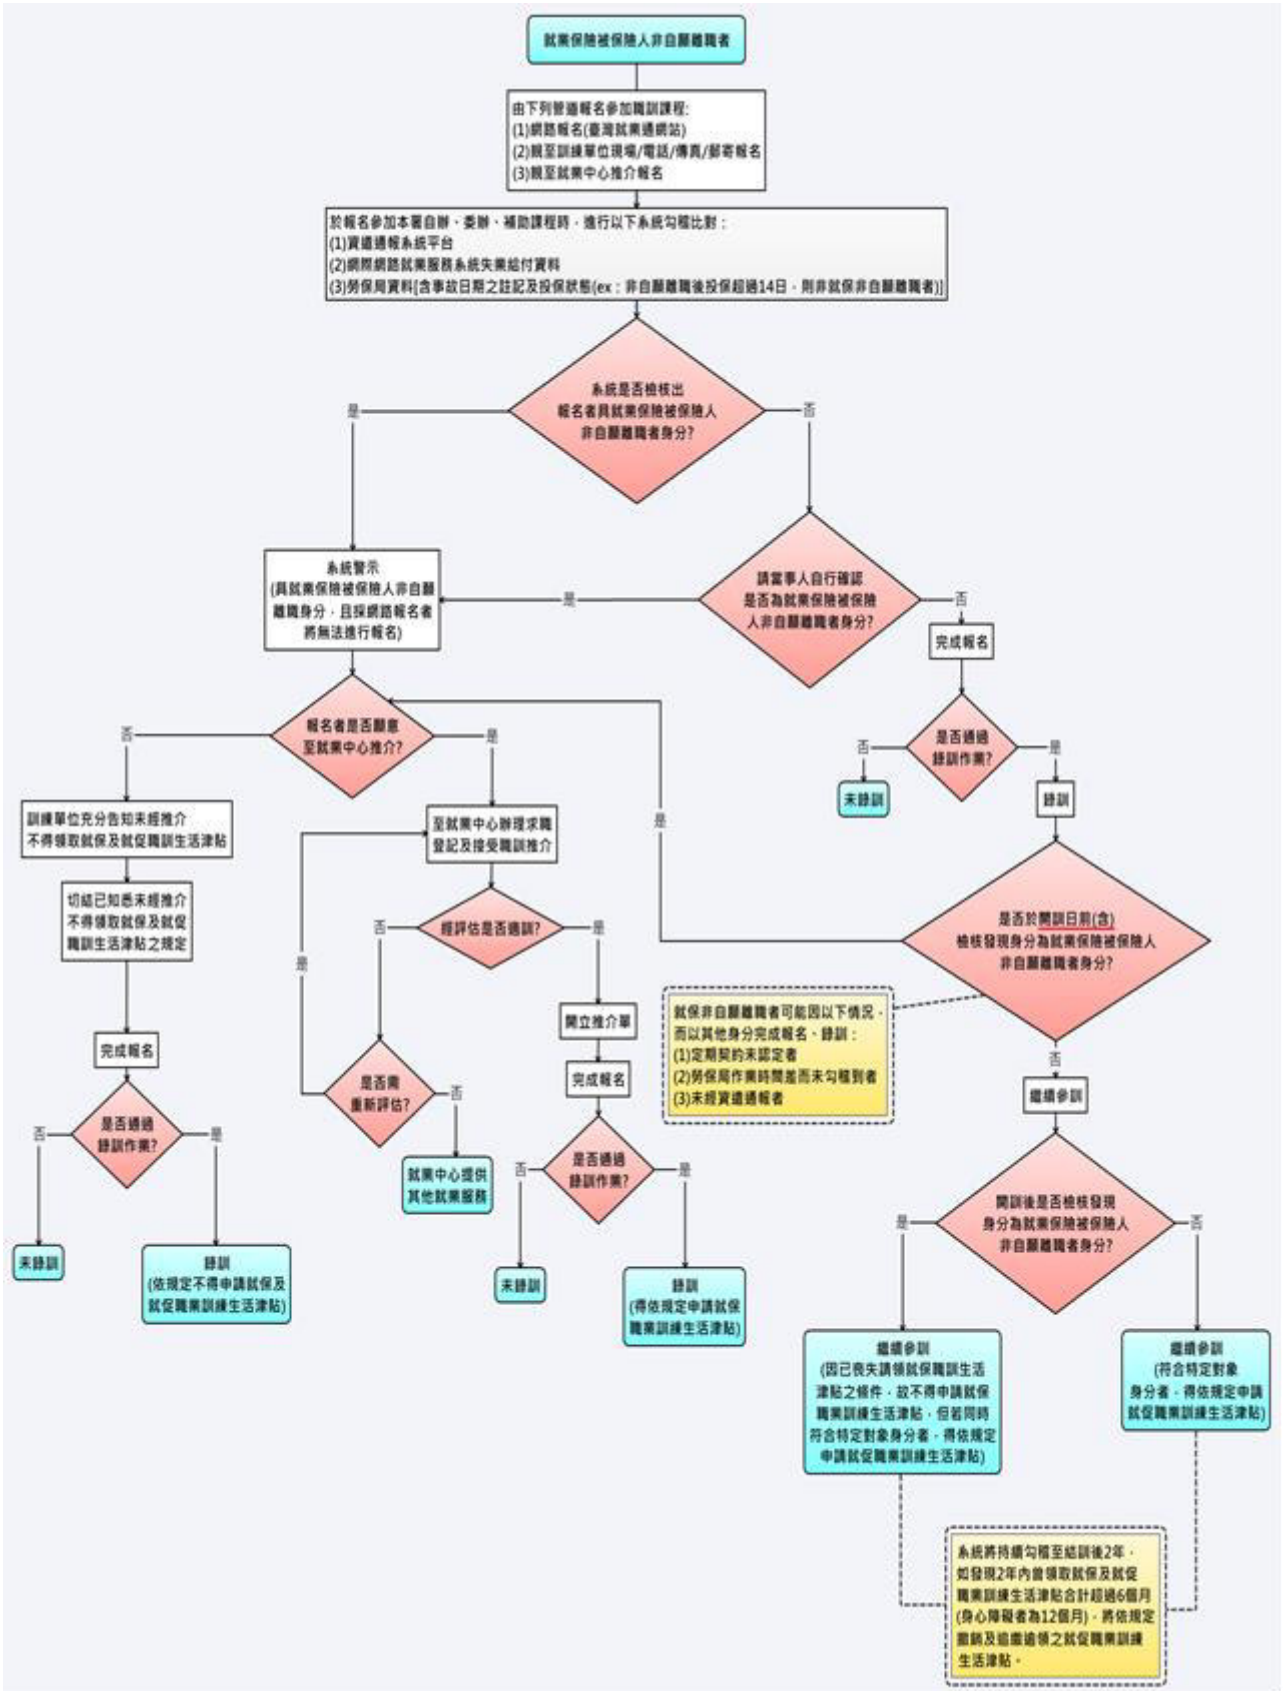 就業保險被保險人非自願離職者
由下列管道報名參加職訓課程:
(1)網路報名(臺灣就業通網站)
(2)親至訓練單位現場/電話/傳真/郵寄報名
(3)親至就業中心推介報名
於報名參加本署自辦、委辦、補助課程時，進行以下系統勾稽比對：
(1)資遣通報系統平台
(2)網際網路就業服務系統失業給付資料
(3)勞保局資料[含事故日期之註記及投保狀態(ex：非自願離職後投保超過14日，則非就保非自願離職者)]
系統是否檢核出
報名者具就業保險被保險人
非自願離職者身分?
是
否
系統警示
(具就業保險被保險人非自願
離職身分，且採網路報名者
將無法進行報名)
是
請當事人自行確認
是否為就業保險被保險
人非自願離職者身分?
否
完成報名
報名者是否願意
至就業中心推介?
否
是
是否通過
錄訓作業?
否
是
未錄訓
錄訓
訓練單位充分告知未經推介
不得領取就保及就促職訓生活津貼
至就業中心辦理求職
登記及接受職訓推介
是
切結已知悉未經推介
不得領取就保及就促
職訓生活津貼之規定
經評估是否適訓?
否
是
是否於開訓日前(含)
檢核發現身分為就業保險被保險人
非自願離職者身分?
是
就保非自願離職者可能因以下情況，
而以其他身分完成報名、錄訓：
(1)定期契約未認定者
(2)勞保局作業時間差而未勾稽到者
(3)未經資遣通報者
開立推介單
完成報名
否
完成報名
是否需
重新評估?
否
繼續參訓
是否通過
錄訓作業?
否
是
就業中心提供
其他就業服務
是否通過
錄訓作業?
否
是
開訓後是否檢核發現
身分為就業保險被保險人
非自願離職者身分?
是
否
未錄訓
錄訓
(依規定不得申請就保及
就促職業訓練生活津貼)
未錄訓
錄訓
(得依規定申請就保
職業訓練生活津貼)
繼續參訓
(因已喪失請領就保職訓生活
津貼之條件，故不得申請就保
職業訓練生活津貼，但若同時
符合特定對象身分者，得依規定
申請就促職業訓練生活津貼)
繼續參訓
(符合特定對象
身分者，得依規定申請
就促職業訓練生活津貼)
系統將持續勾稽至結訓後2年，
如發現2年內曾領取就保及就促
職業訓練生活津貼合計超過6個月
(身心障礙者為12個月)，將依規定
撤銷及追繳逾領之就促職業訓練
生活津貼。